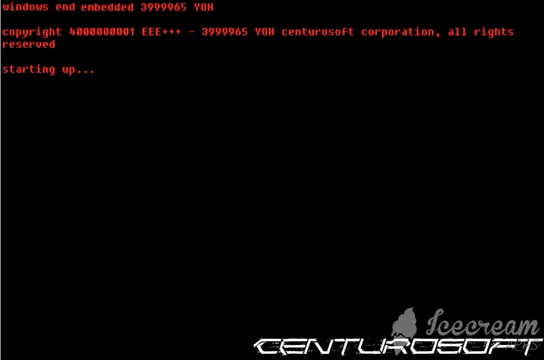 windows end embedded 3999965 YOH
copyright 4000000001 EEE+++ - 3999965 YOH centurosoft corporation, all rights
reserved
starting up...
Icecream
CENTUROSOFT